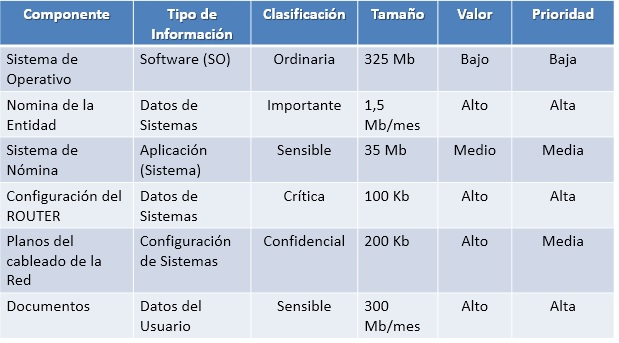 Componente Tipo de Información Clasificación Tamaño Valor Prioridad
Sistema de Operativo Software (SO) Ordinaria 325 Mb Bajo Baja
Nomina de la Entidad Datos de Sistemas Importante 1,5 Mb/mes Alto Alta
Sistema de Nómina Aplicación (Sistema) Sensible 35 Mb Medio Media
Configuración del ROUTER Datos de Sistemas Crítica 100 Kb Alto Alta
Planos del cableado de la Red Configuración de Sistemas Confidencial 200 Kb Alto Media
Documentos Datos del Usuario Sensible 300 Mb/mes Alto Alta